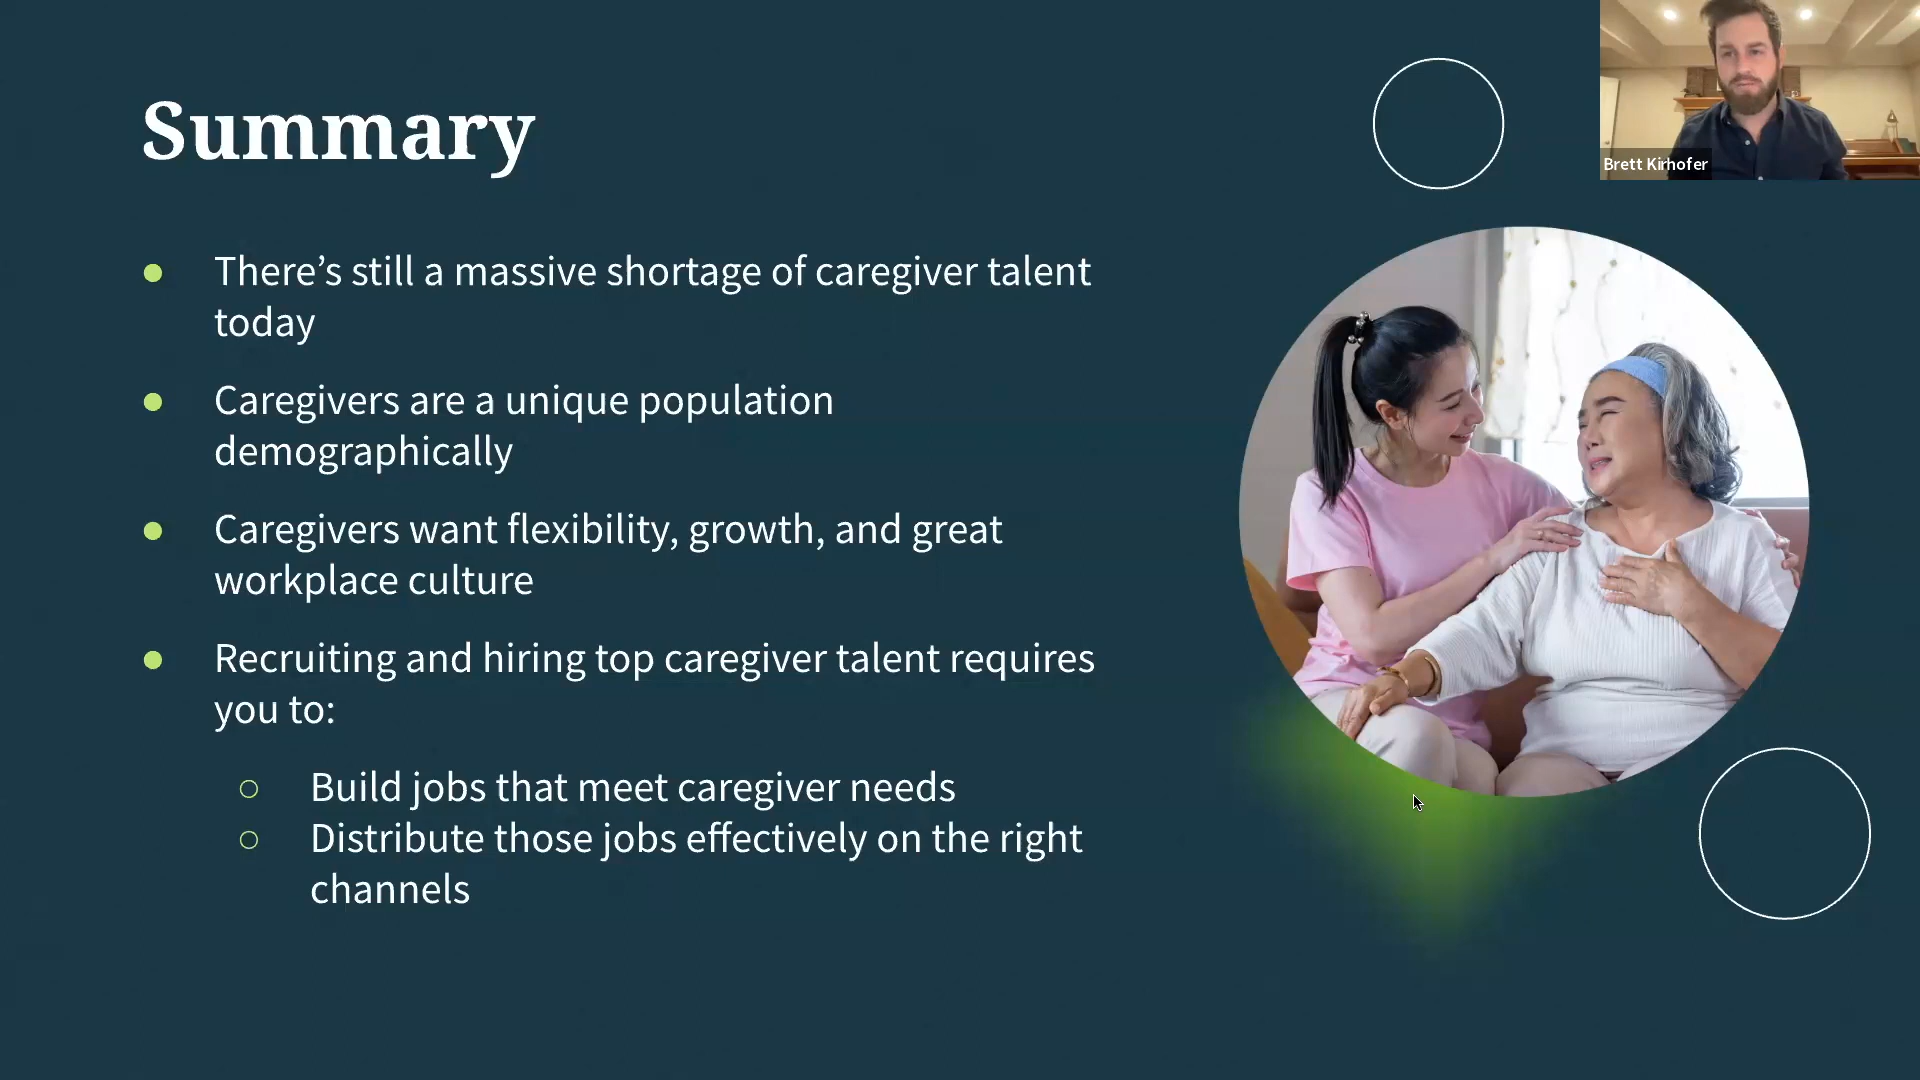 Summary
Brett Kirhofer
● There’s still a massive shortage of caregiver talent
today
● Caregivers are a unique population
demographically
● Caregivers want flexibility, growth, and great
workplace culture
● Recruiting and hiring top caregiver talent requires
you to:
○ Build jobs that meet caregiver needs
○ Distribute those jobs effectively on the right
channels